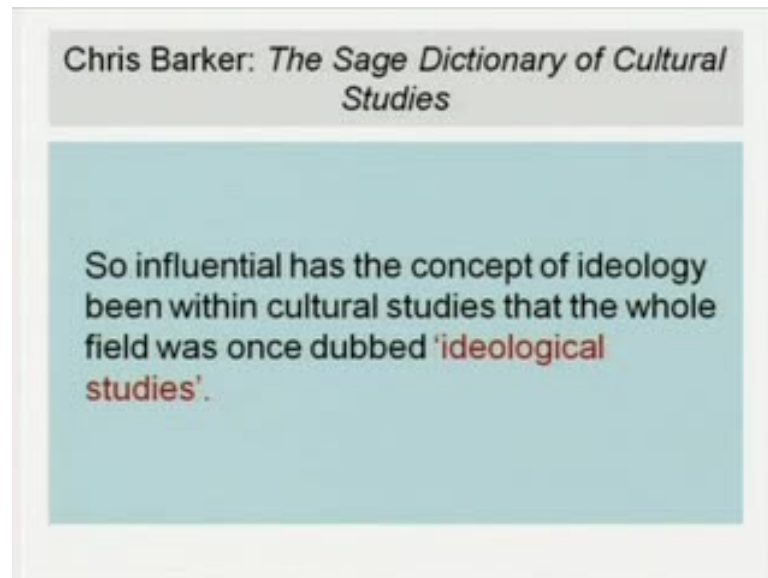 Chris Barker: The Sage Dictionary of Cultural
Studies
So influential has the concept of ideology
been within cultural studies that the whole
field was once dubbed ‘ideological
studies’.